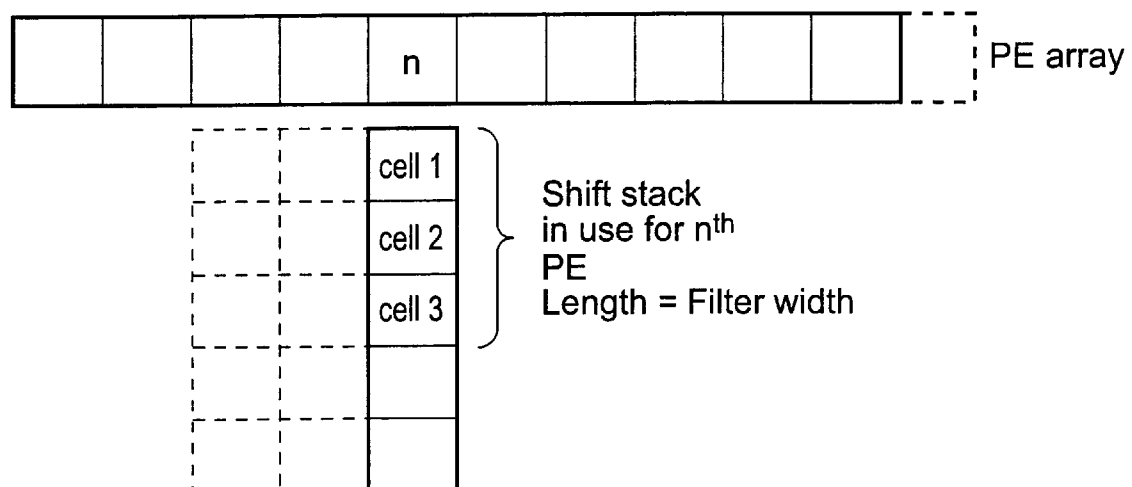 n
PE array
cell 1
cell 2
cell 3
Shift stack
in use for nth
PE
Length = Filter width